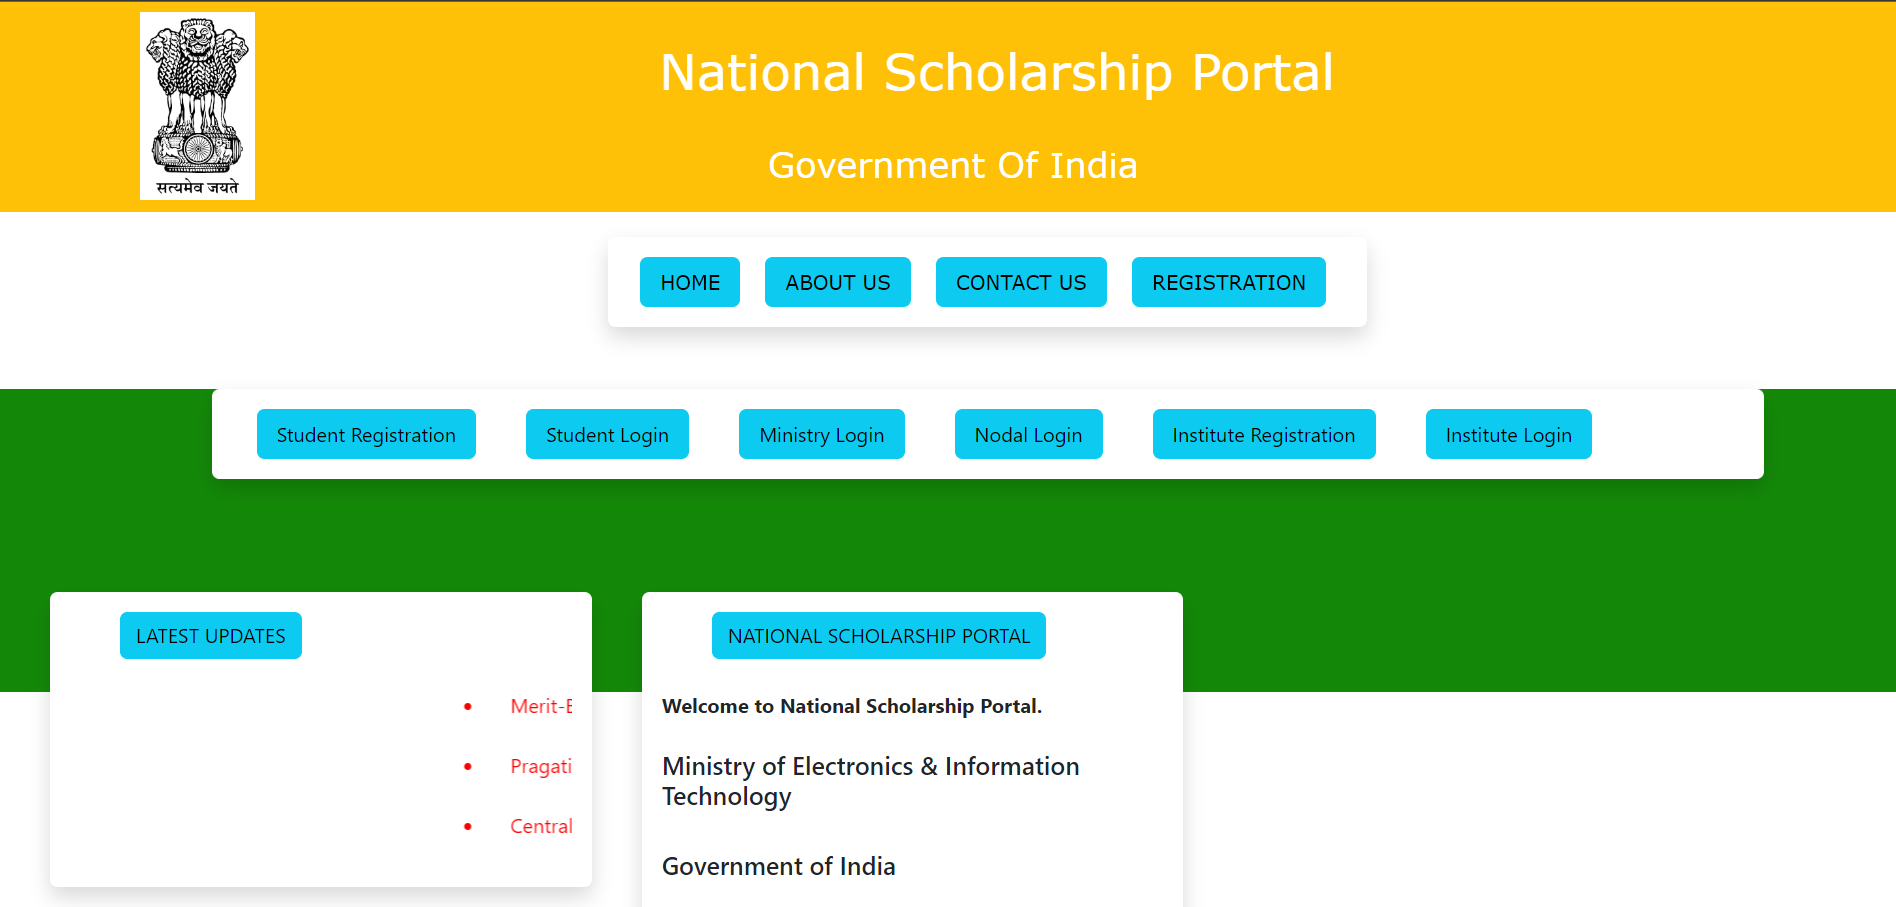 सत्यमेव जयते
National Scholarship Portal
Government Of India
HOME ABOUT US CONTACT US REGISTRATION
Student Registration Student Login Ministry Login Nodal Login Institute Registration Institute Login
LATEST UPDATES
• Merit-
• Pragati
• Central
NATIONAL SCHOLARSHIP PORTAL
Welcome to National Scholarship Portal.
Ministry of Electronics & Information
Technology
Government of India